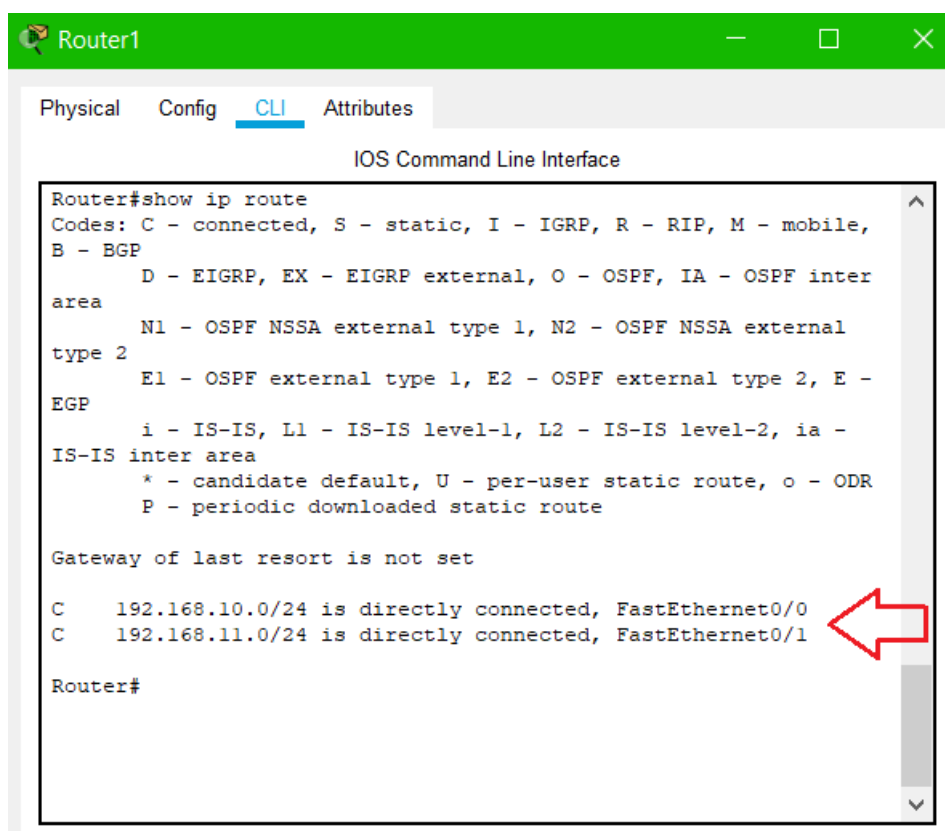 Router1
Physical Config CLI Attributes
IOS Command Line Interface
Router#show ip route
Codes: C - connected, S - static, I - IGRP, R - RIP, M - mobile,
B - BGP
D - EIGRP, EX - EIGRP external, O - OSPF, IA - OSPF inter
area
N1 - OSPF NSSA external type 1, N2 - OSPF NSSA external
type 2
E1 - OSPF external type 1, E2 - OSPF external type 2, E -
EGP
i - IS-IS, L1 - IS-IS level-1, L2 - IS-IS level-2, ia -
IS-IS inter area
* - candidate default, U - per-user static route, o - ODR
P - periodic downloaded static route
Gateway of last resort is not set
C 192.168.10.0/24 is directly connected, FastEthernet0/0
C 192.168.11.0/24 is directly connected, FastEthernet0/1
Router#